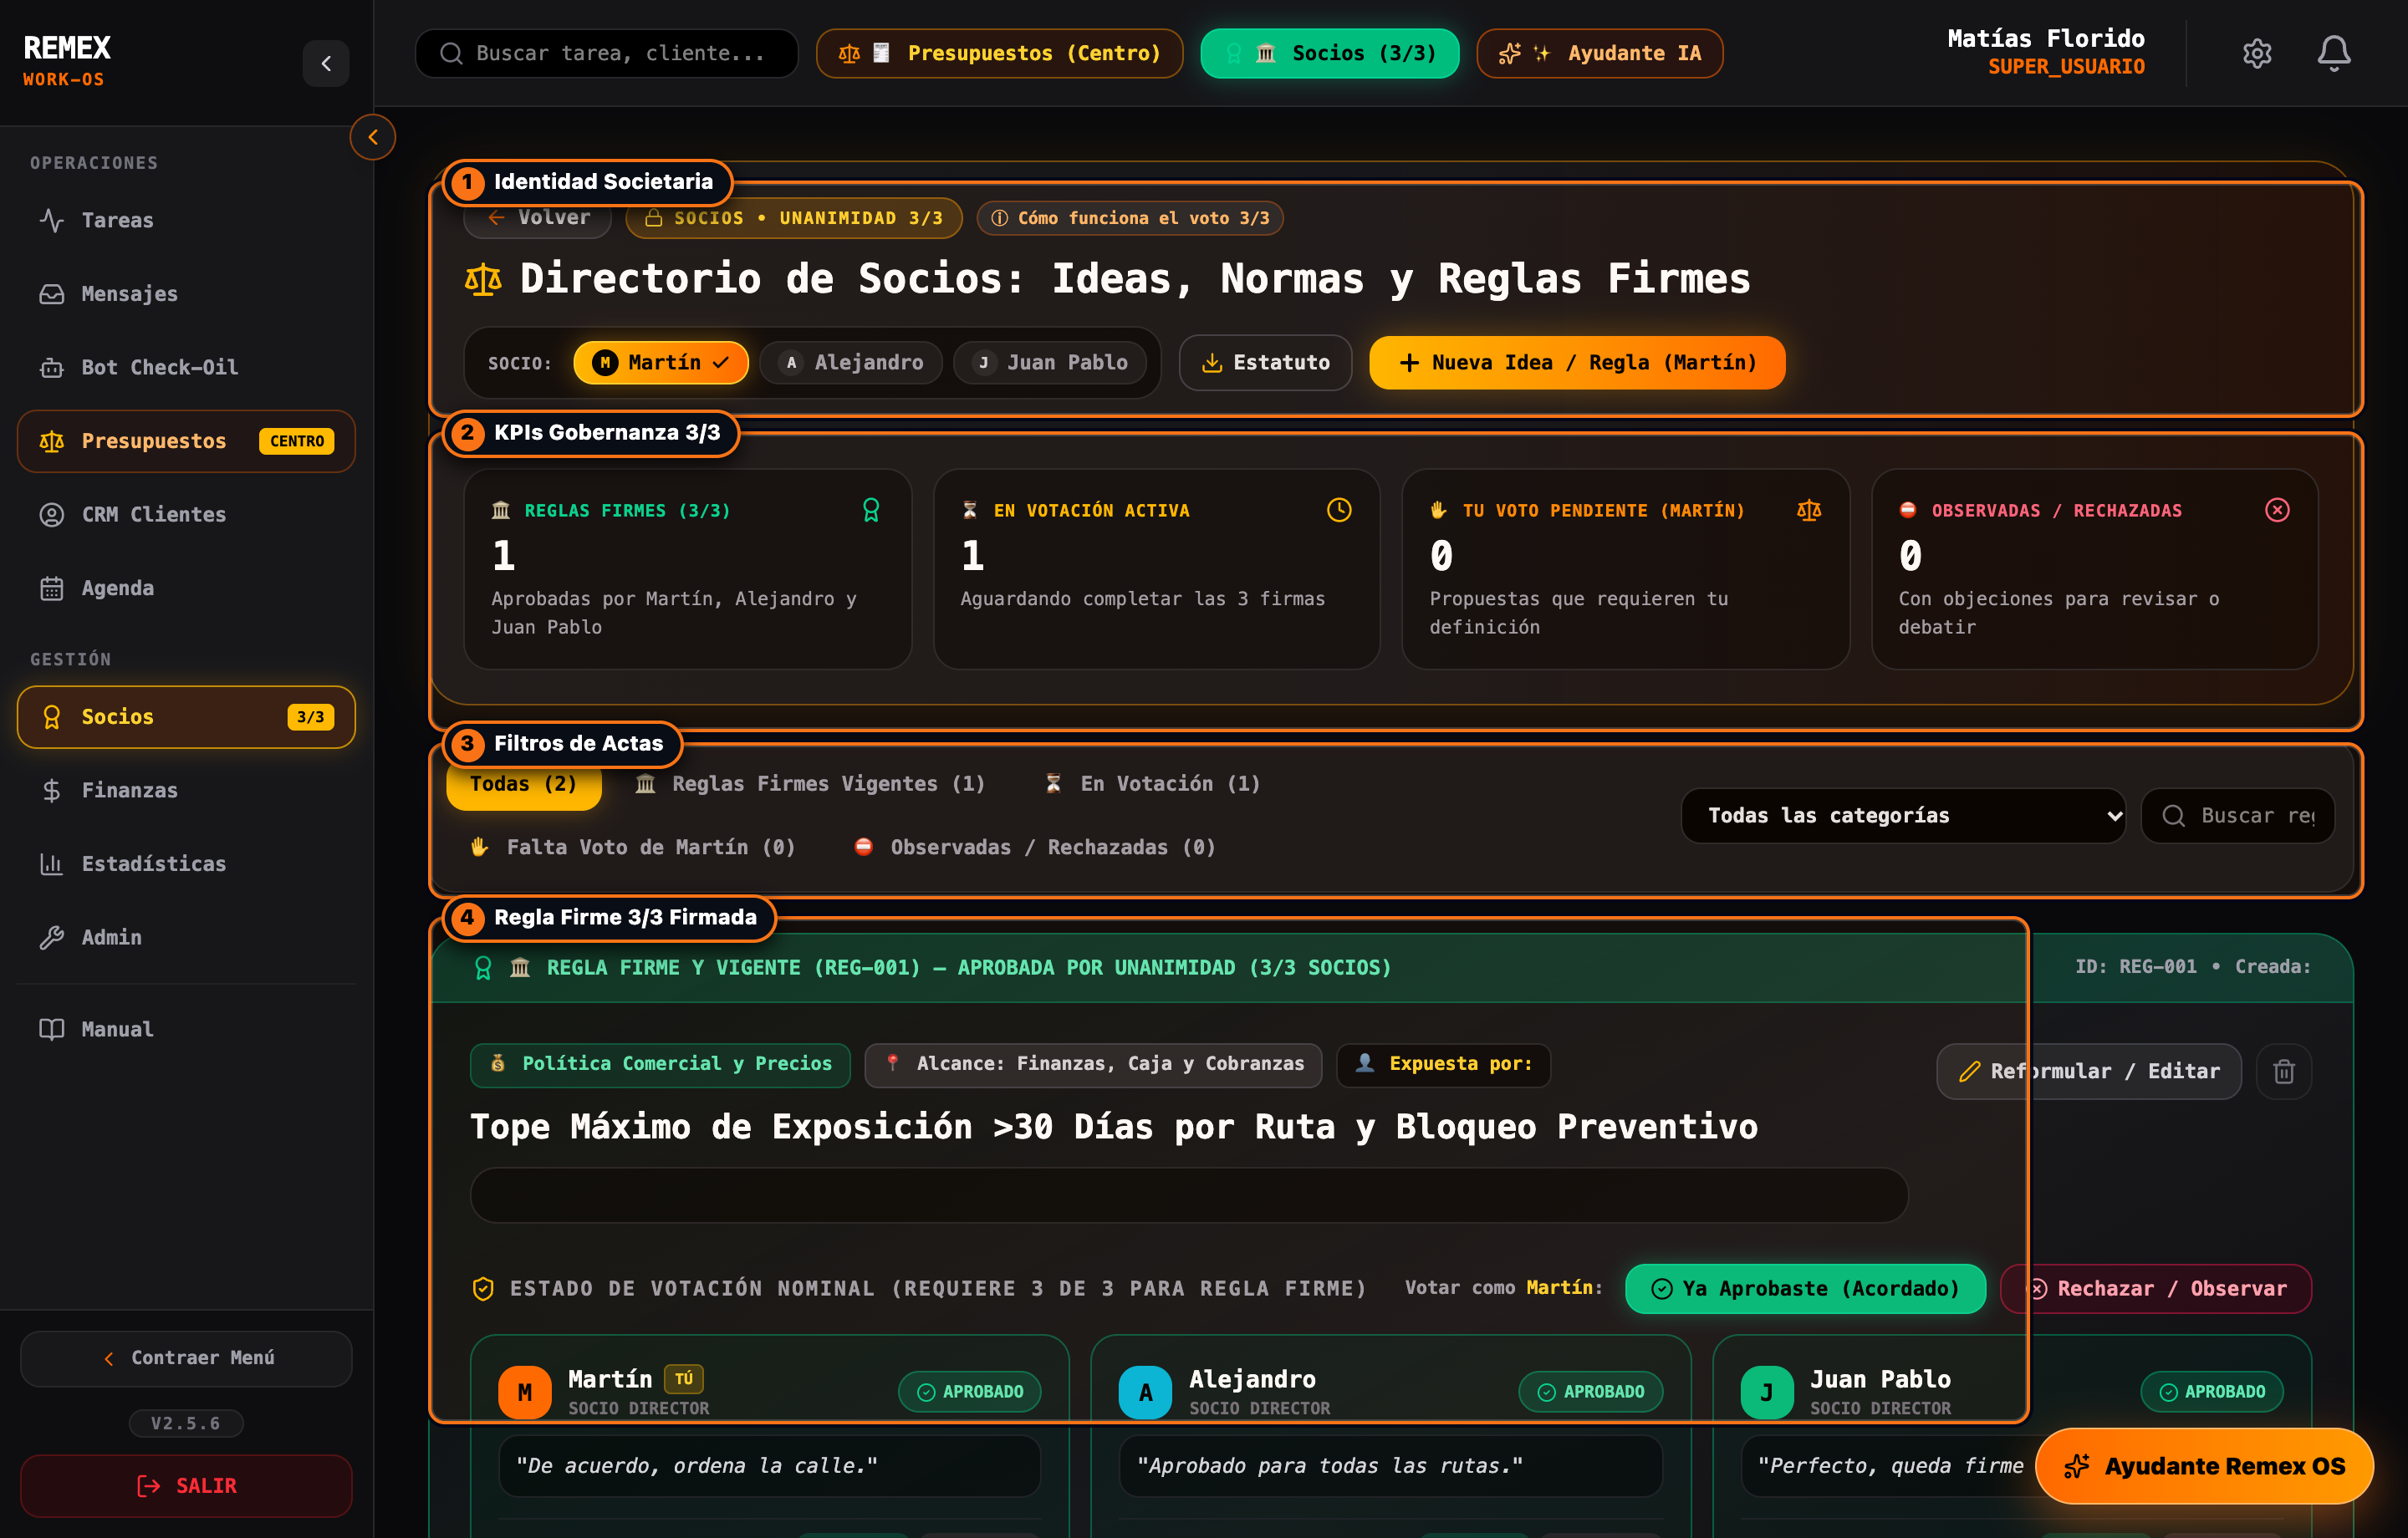 REMEX
WORK-OS
OPERACIONES
Tareas
Mensajes
Bot Check-Oil
Presupuestos CENTRO
CRM Clientes
Agenda
GESTIÓN
Socios 3/3
Finanzas
Estadísticas
Admin
Manual
Contraer Menú
V2.5.6
SALIR
Buscar tarea, cliente...
Presupuestos (Centro)
Socios (3/3)
Ayudante IA
Matías Florido
SUPER_USUARIO
1 Identidad Societaria
Volver
SOCIOS • UNANIMIDAD 3/3
Cómo funciona el voto 3/3
Directorio de Socios: Ideas, Normas y Reglas Firmes
SOCIO:
M Martín
A Alejandro
J Juan Pablo
Estatuto
+ Nueva Idea / Regla (Martín)
2 KPIs Gobernanza 3/3
REGLAS FIRMES (3/3)
1
Aprobadas por Martín, Alejandro y
Juan Pablo
EN VOTACIÓN ACTIVA
1
Aguardando completar las 3 firmas
TU VOTO PENDIENTE (MARTÍN)
0
Propuestas que requieren tu
definición
OBSERVADAS / RECHAZADAS
0
Con objeciones para revisar o
debatir
3 Filtros de Actas
Todas (2)
Reglas Firmes Vigentes (1)
En Votación (1)
Falta Voto de Martín (0)
Observadas / Rechazadas (0)
Todas las categorías
Buscar
4 Regla Firme 3/3 Firmada
REGLA FIRME Y VIGENTE (REG-001) — APROBADA POR UNANIMIDAD (3/3 SOCIOS)
ID: REG-001 • Creada:
Política Comercial y Precios
Alcance: Finanzas, Caja y Cobranzas
Expuesta por:
Reformular / Editar
Tope Máximo de Exposición >30 Días por Ruta y Bloqueo Preventivo
ESTADO DE VOTACIÓN NOMINAL (REQUIERE 3 DE 3 PARA REGLA FIRME)
Votar como Martín:
Ya Aprobaste (Acordado)
Rechazar / Observar
M Martín TÚ
SOCIO DIRECTOR
APROBADO
"De acuerdo, ordena la calle."
A Alejandro
SOCIO DIRECTOR
APROBADO
"Aprobado para todas las rutas."
J Juan Pablo
SOCIO DIRECTOR
APROBADO
"Perfecto, queda firme
Ayudante Remex OS